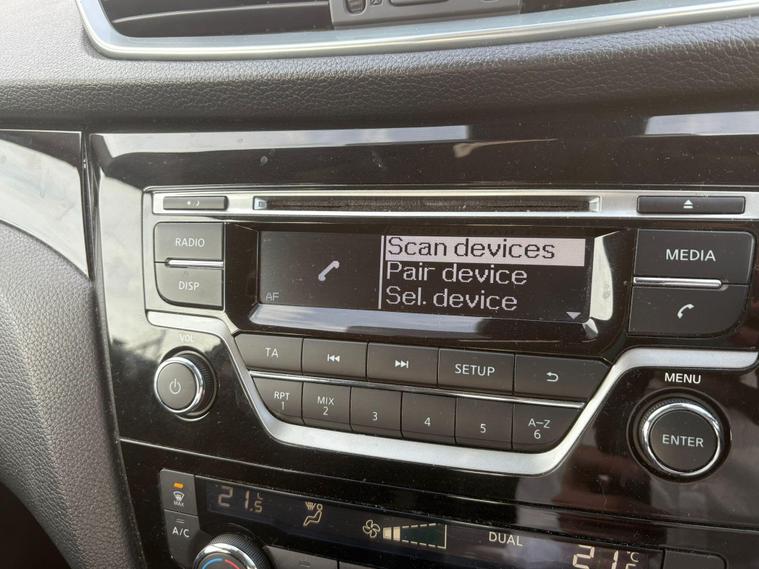 RADIO
DISP
Scan devices
Pair device
Sel. device
AF
MEDIA
VOL
TA
SETUP
RPT
1
MIX
2
3
4
5
A-Z
6
MENU
ENTER
MAX
A/C
21.5 °C
DUAL